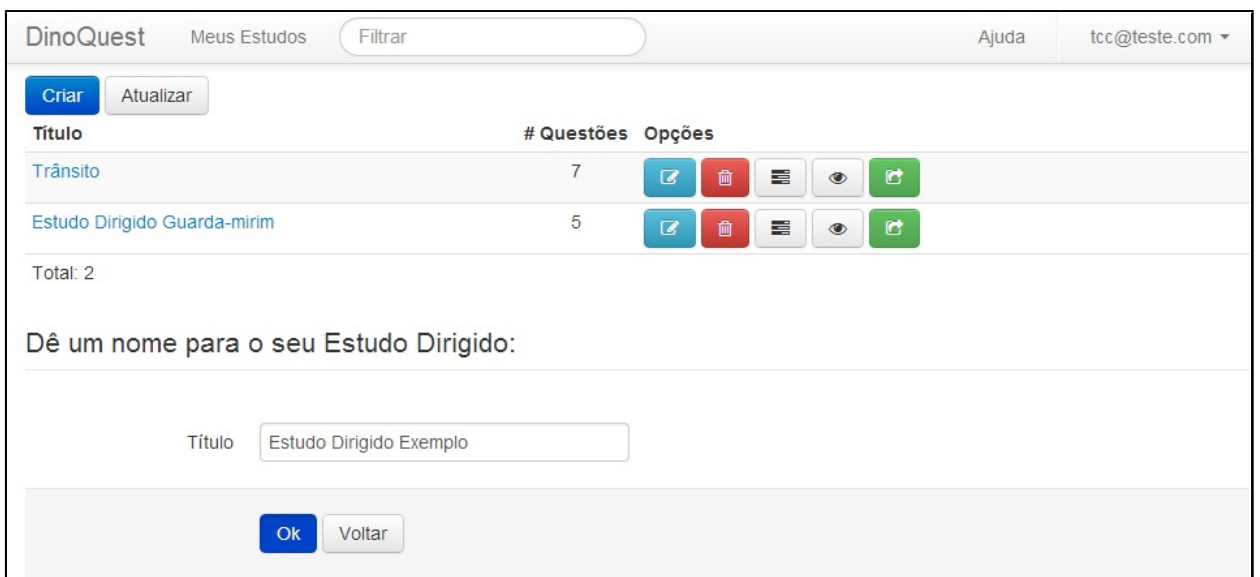 DinoQuest Meus Estudos Filtrar Ajuda tcc@teste.com
Criar Atualizar
Título # Questões Opções
Trânsito 7
Estudo Dirigido Guarda-mirim 5
Total: 2
Dê um nome para o seu Estudo Dirigido:
Título Estudo Dirigido Exemplo
Ok Voltar